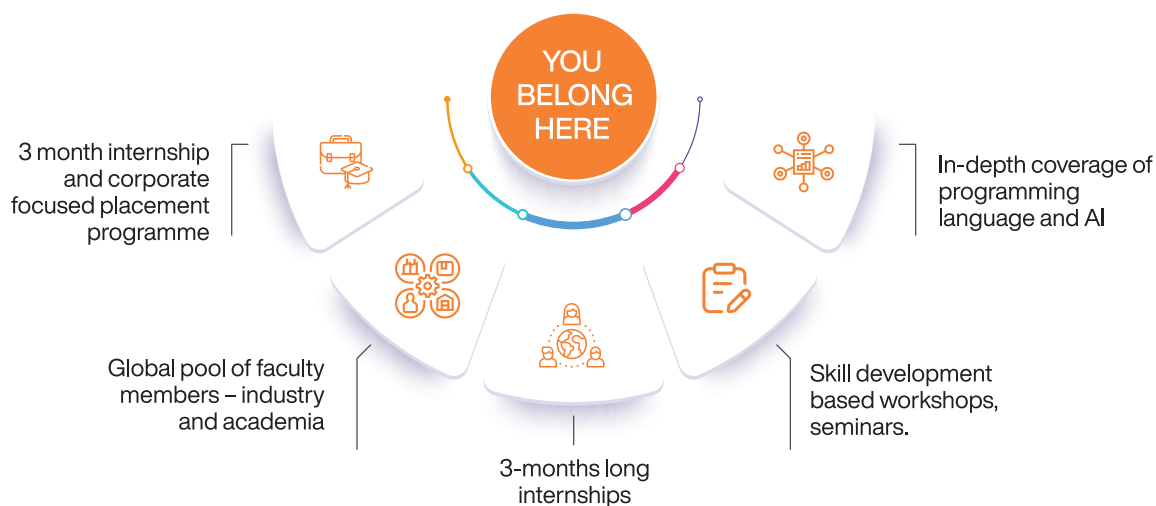 YOU
BELONG
HERE
3 month internship
and corporate
focused placement
programme
Global pool of faculty
members – industry
and academia
3-months long
internships
Skill development
based workshops,
seminars.
In-depth coverage of
programming
language and AI